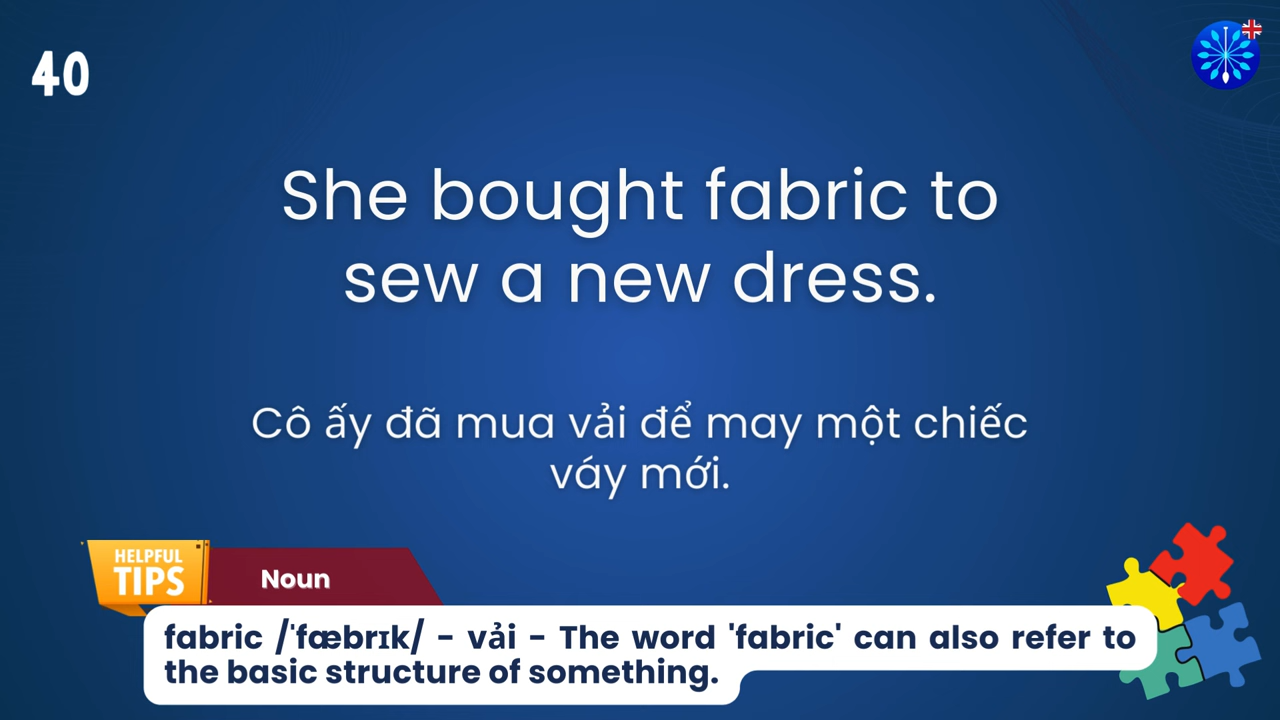 40
She bought fabric to
sew a new dress.
Cô ấy đã mua vải để may một chiếc
váy mới.
HELPFUL
TIPS
Noun
fabric /ˈfæbrɪk/ - vải - The word 'fabric' can also refer to
the basic structure of something.